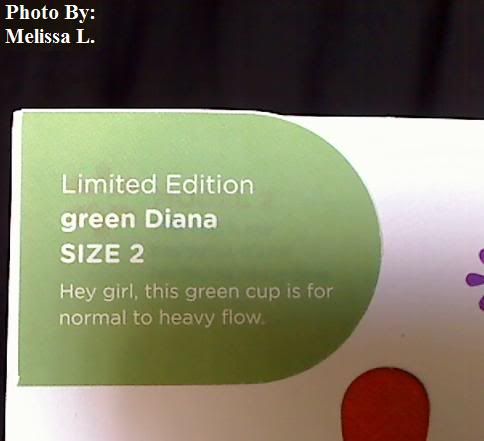 Photo By:
Melissa L.
Limited Edition
green Diana
SIZE 2
Hey girl, this green cup is for
normal to heavy flow.